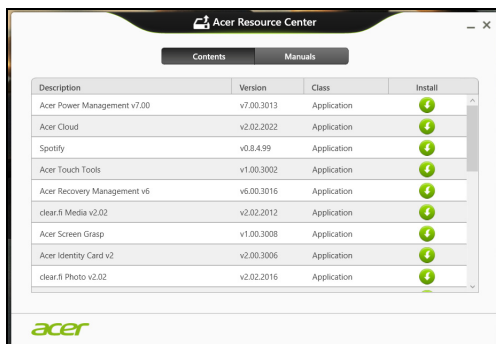 Acer Resource Center
Contents Manuals
Description Version Class Install
Acer Power Management v7.00 v7.00.3013 Application
Acer Cloud v2.02.2022 Application
Spotify v0.8.4.99 Application
Acer Touch Tools v1.00.3002 Application
Acer Recovery Management v6 v6.00.3016 Application
clear.fi Media v2.02 v2.02.2012 Application
Acer Screen Grasp v1.00.3008 Application
Acer Identity Card v2 v2.00.3006 Application
clear.fi Photo v2.02 v2.02.2016 Application
acer